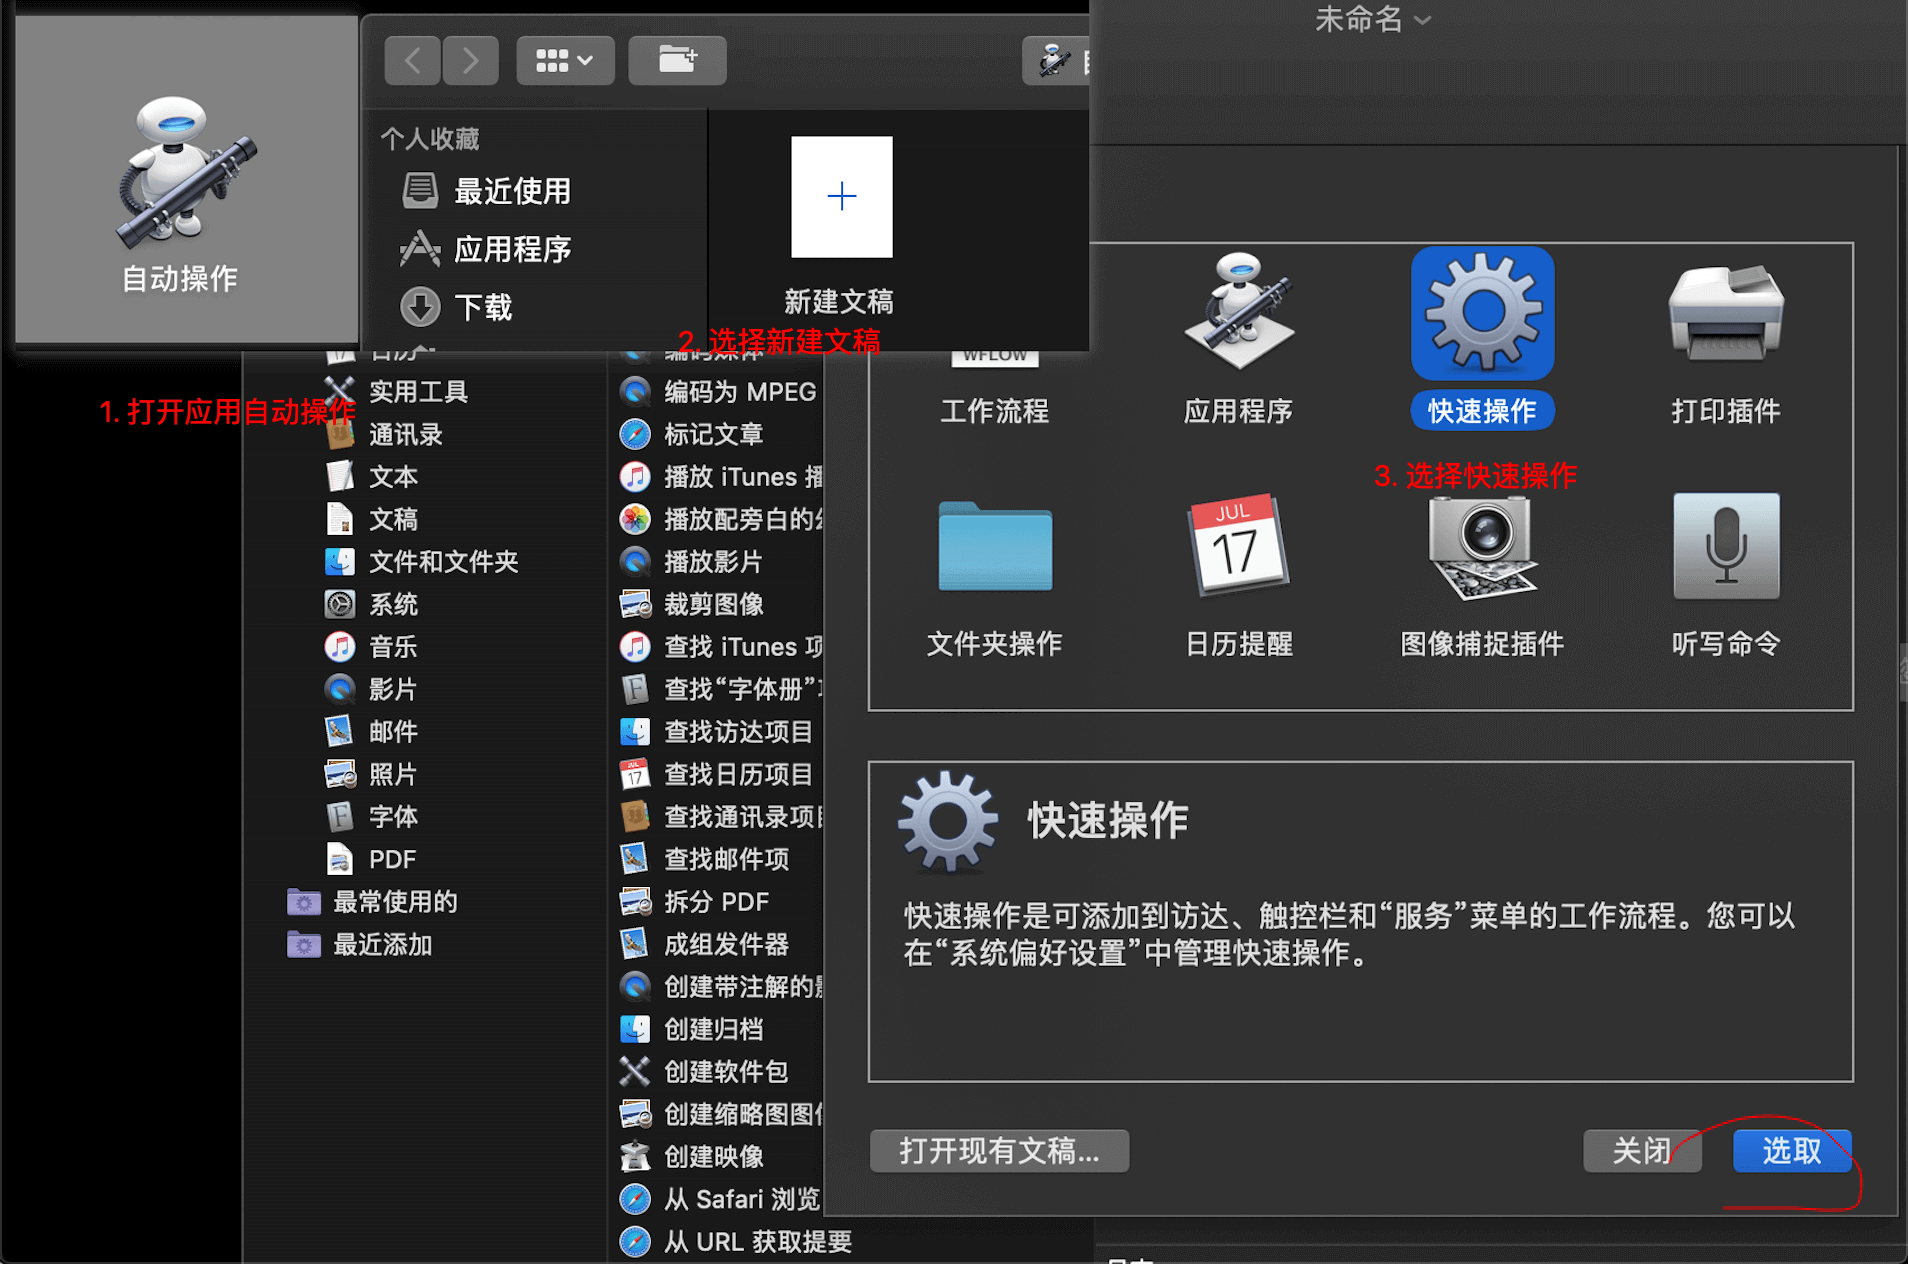 未命名
个人收藏
最近使用
应用程序
下载
自动操作
新建文稿
2. 选择新建文稿
1. 打开应用自动操作
日历
实用工具
通讯录
文本
文稿
文件和文件夹
系统
音乐
影片
邮件
照片
字体
PDF
最常使用的
最近添加
编码媒体
编码为 MPEG
标记文章
播放 iTunes 播
播放配旁白的
播放影片
裁剪图像
查找 iTunes 项
查找“字体册”
查找访达项目
查找日历项目
查找通讯录项目
查找邮件项
拆分 PDF
成组发件器
创建带注解的
创建归档
创建软件包
创建缩略图图像
创建映像
从 Safari 浏览
从 URL 获取提要
WFLOW
工作流程
应用程序
快速操作
打印插件
3. 选择快速操作
JUL
17
文件夹操作
日历提醒
图像捕捉插件
听写命令
快速操作
快速操作是可添加到访达、触控栏和“服务”菜单的工作流程。您可以
在“系统偏好设置”中管理快速操作。
打开现有文稿...
关闭
选取